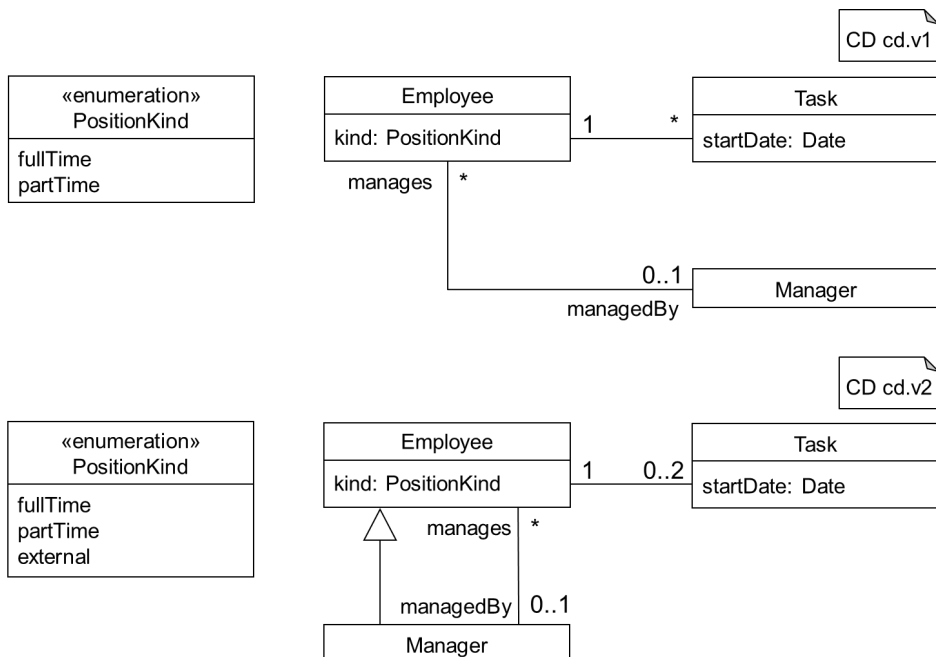 CD cd.v1
«enumeration»
PositionKind
fullTime
partTime
Employee
kind: PositionKind
1
*
Task
startDate: Date
manages
*
0..1
managedBy
Manager
CD cd.v2
«enumeration»
PositionKind
fullTime
partTime
external
Employee
kind: PositionKind
1
0..2
Task
startDate: Date
manages
*
managedBy
0..1
Manager